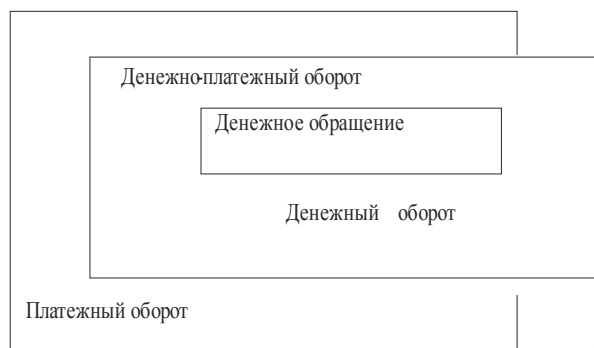 Денежно-платежный оборот
Денежное обращение
Денежный оборот
Платежный оборот